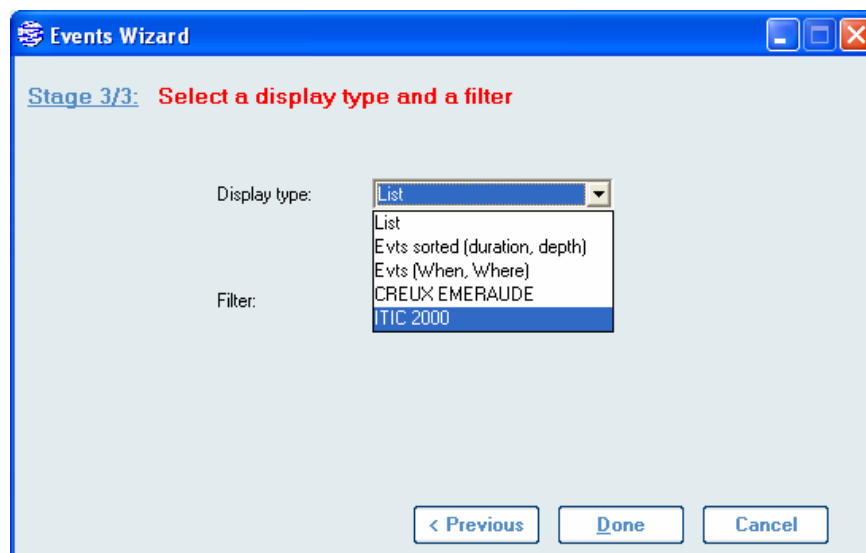 Events Wizard
Stage 3/3: Select a display type and a filter
Display type: List
List
Evts sorted (duration, depth)
Evts (When, Where)
Filter:
CREUX EMERAUDE
ITIC 2000
< Previous Done Cancel